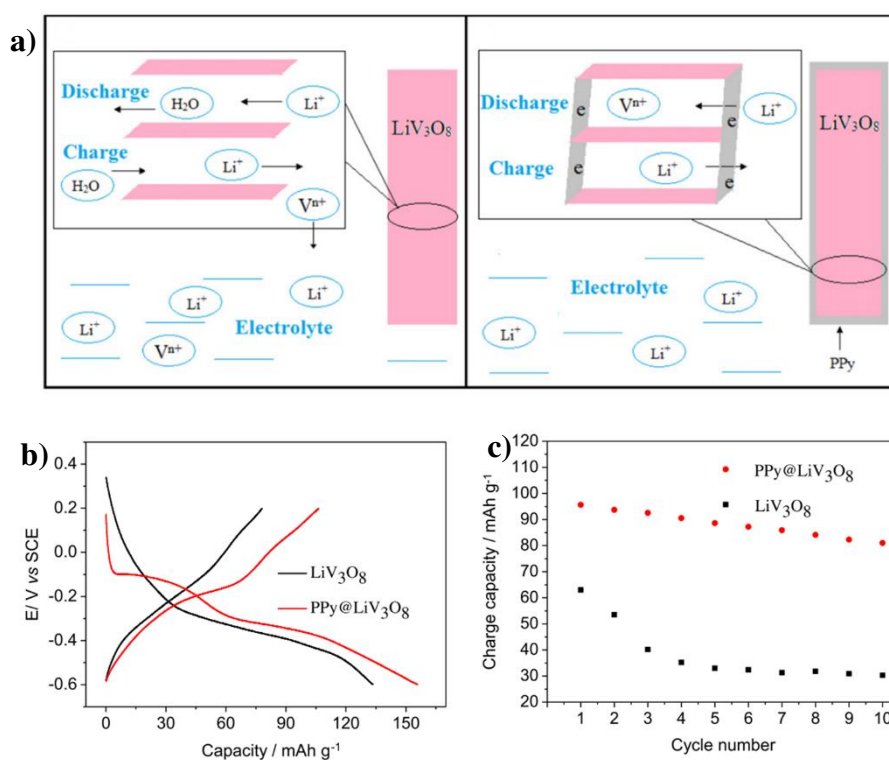 a)
Discharge
H₂O
Li⁺
Charge
H₂O
Li⁺
Vⁿ⁺
LiV₃O₈
Li⁺
Li⁺
Li⁺
Electrolyte
Vⁿ⁺
Discharge
e
Vⁿ⁺
e
Li⁺
Charge
e
Li⁺
e
LiV₃O₈
Electrolyte
Li⁺
Li⁺
Li⁺
PPy
b)
0.4
0.2
0.0
-0.2
-0.4
-0.6
E/ V vs SCE
LiV₃O₈
PPy@LiV₃O₈
0 30 60 90 120 150
Capacity / mAh g⁻¹
c)
120
110
100
90
80
70
60
50
40
30
20
Charge capacity / mAh g⁻¹
PPy@LiV₃O₈
LiV₃O₈
1 2 3 4 5 6 7 8 9 10
Cycle number